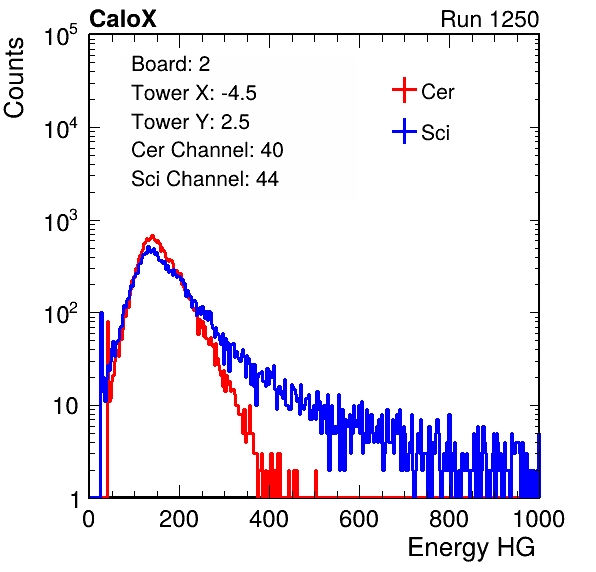 CaloX Run 1250
Counts
Board: 2
Tower X: -4.5
Tower Y: 2.5
Cer Channel: 40
Sci Channel: 44
Cer
Sci
10^5
10^4
10^3
10^2
10
1
0 200 400 600 800 1000
Energy HG